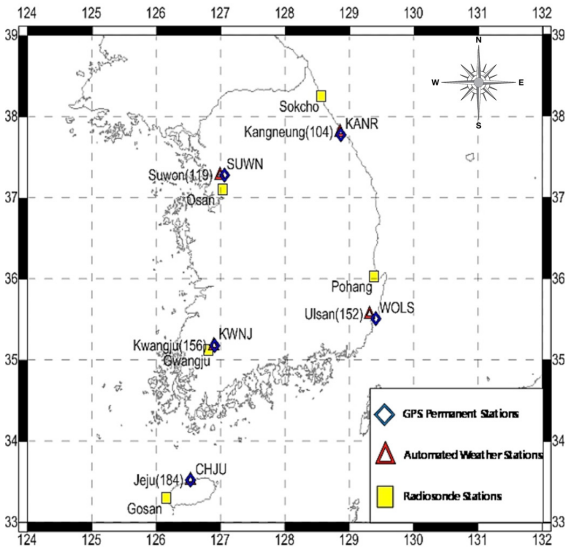 124 125 126 127 128 129 130 131 132
39 39
N
W E
S
Sokcho
38 38
KANR
Kangneung(104)
SUWN
Suwon(119)
Osan
37 37
36 36
Pohang
WOLS
Ulsan(152)
KWNJ
Kwangju(156)
Gwangju
35 35
GPS Permanent Stations
34 34
Automated Weather Stations
CHJU
Jeju(184)
Radiosonde Stations
Gosan
33 33
124 125 126 127 128 129 130 131 132